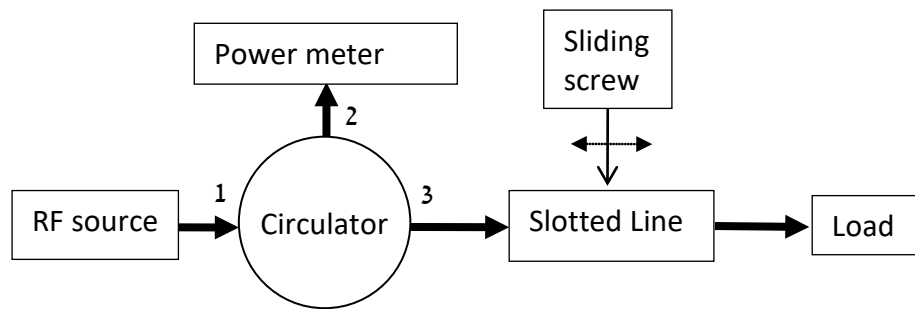 Power meter
Sliding
screw
2
1
3
RF source
Circulator
Slotted Line
Load